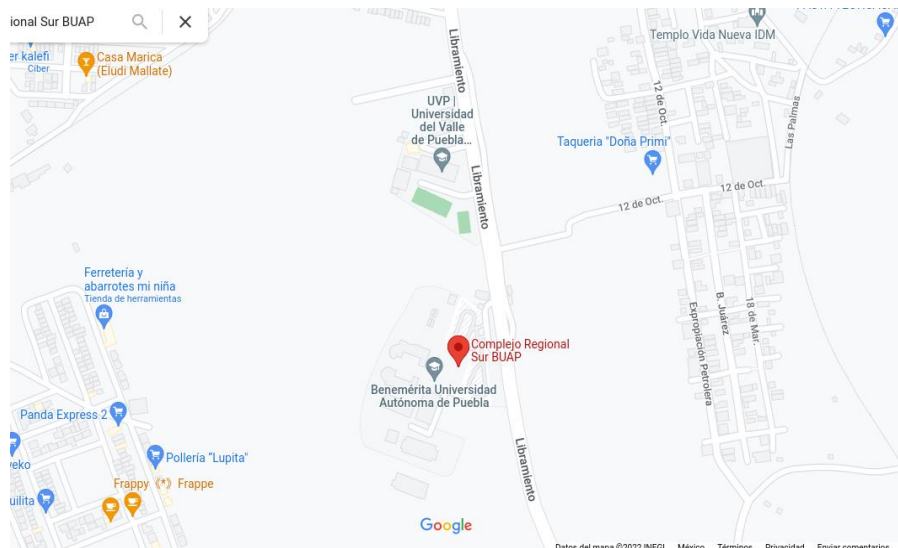 ional Sur BUAP
Templo Vida Nueva IDM
er kalefi
Ciber
Casa Marica
(Eludi Mallate)
Libramiento
UVP |
Universidad
del Valle
de Puebla...
12 de Oct.
Las Palmas
Taqueria "Doña Primi"
Libramiento
12 de Oct.
12 de Oct.
Ferretería y
abarrotes mi niña
Tienda de herramientas
Expropiación Petrolera
B. Juárez
18 de Mar.
Complejo Regional
Sur BUAP
Benemérita Universidad
Autónoma de Puebla
Panda Express 2
Libramiento
yeko
Pollería "Lupita"
Frappy《*》Frappe
uilita
Google
Datos del mapa ©2022 INEGI México Términos Privacidad Enviar comentarios